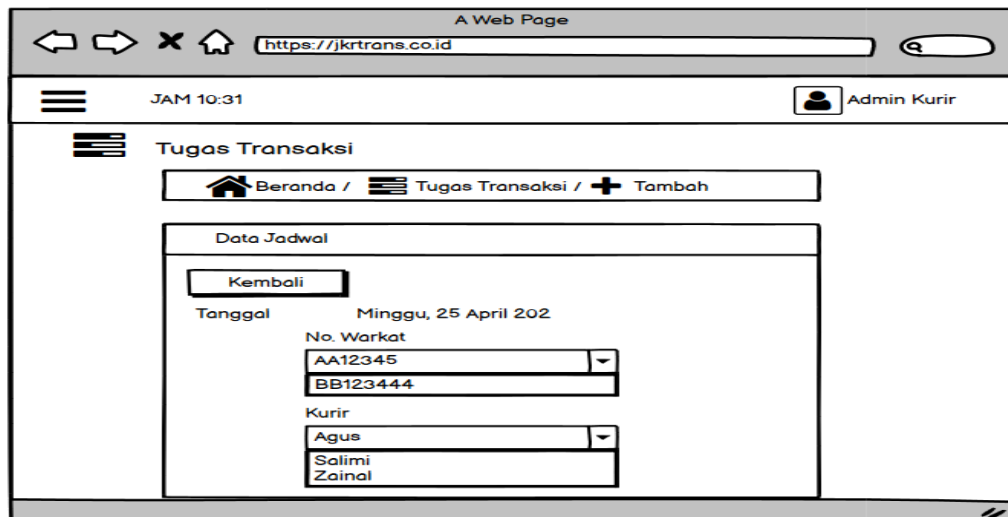 A Web Page
https://jkrtrans.co.id
JAM 10:31
Admin Kurir
Tugas Transaksi
Beranda / Tugas Transaksi / Tambah
Data Jadwal
Kembali
Tanggal Minggu, 25 April 202
No. Warkat
AA12345
BB123444
Kurir
Agus
Salimi
Zainal